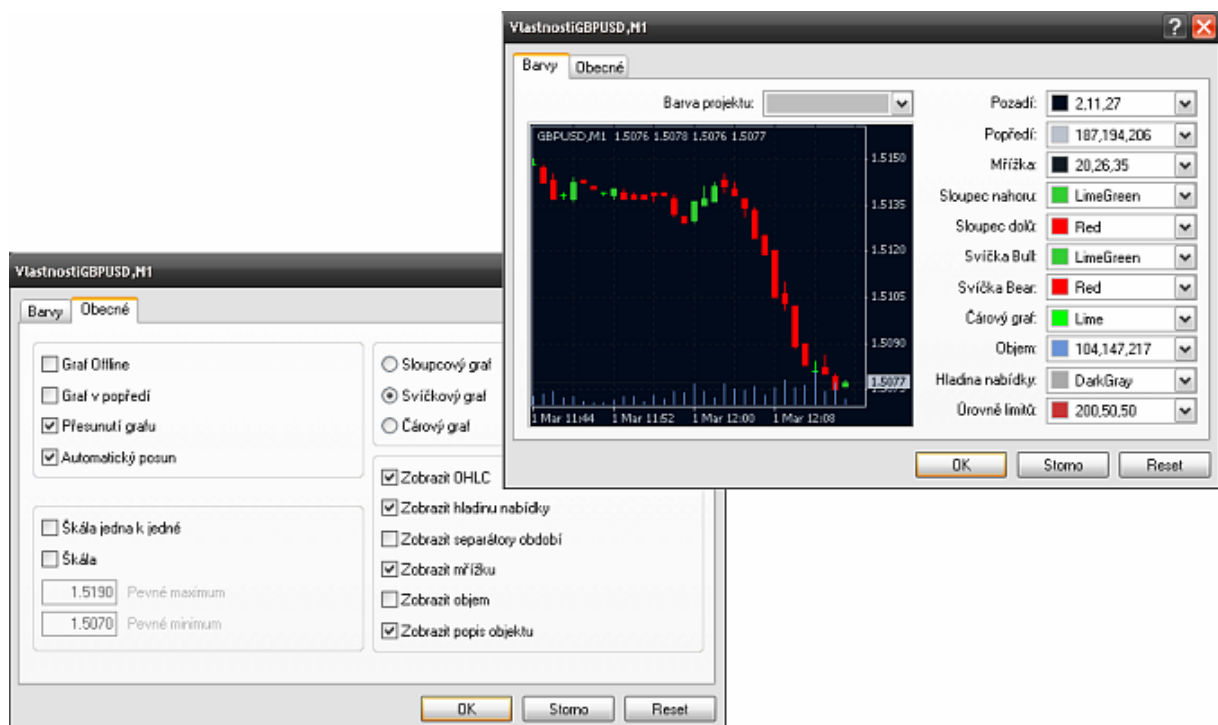 VlastnostiGBPUSD,M1
Barvy Obecné
Barva projektu:
GBPUSD,M1 1.5076 1.5078 1.5076 1.5077
1.5150
1.5135
1.5120
1.5105
1.5090
1.5077
1 Mar 11:44 1 Mar 11:52 1 Mar 12:00 1 Mar 12:08
Pozadí: 2,11,27
Popředí: 187,194,206
Mřížka: 20,26,35
Sloupec nahoru: LimeGreen
Sloupec dolů: Red
Svíčka Bull: LimeGreen
Svíčka Bear: Red
Čárový graf: Lime
Objem: 104,147,217
Hladina nabídky: DarkGray
Úrovně limitů: 200,50,50
OK Storno Reset
VlastnostiGBPUSD,M1
Barvy Obecné
Graf Offline
Graf v popředí
Přesunutí grafu
Automatický posun
Škála jedna k jedné
Škála
1.5190 Pevné maximum
1.5070 Pevné minimum
Sloupcový graf
Svíčkový graf
Čárový graf
Zobrazit OHLC
Zobrazit hladinu nabídky
Zobrazit separátory období
Zobrazit mřížku
Zobrazit objem
Zobrazit popis objektu
OK Storno Reset